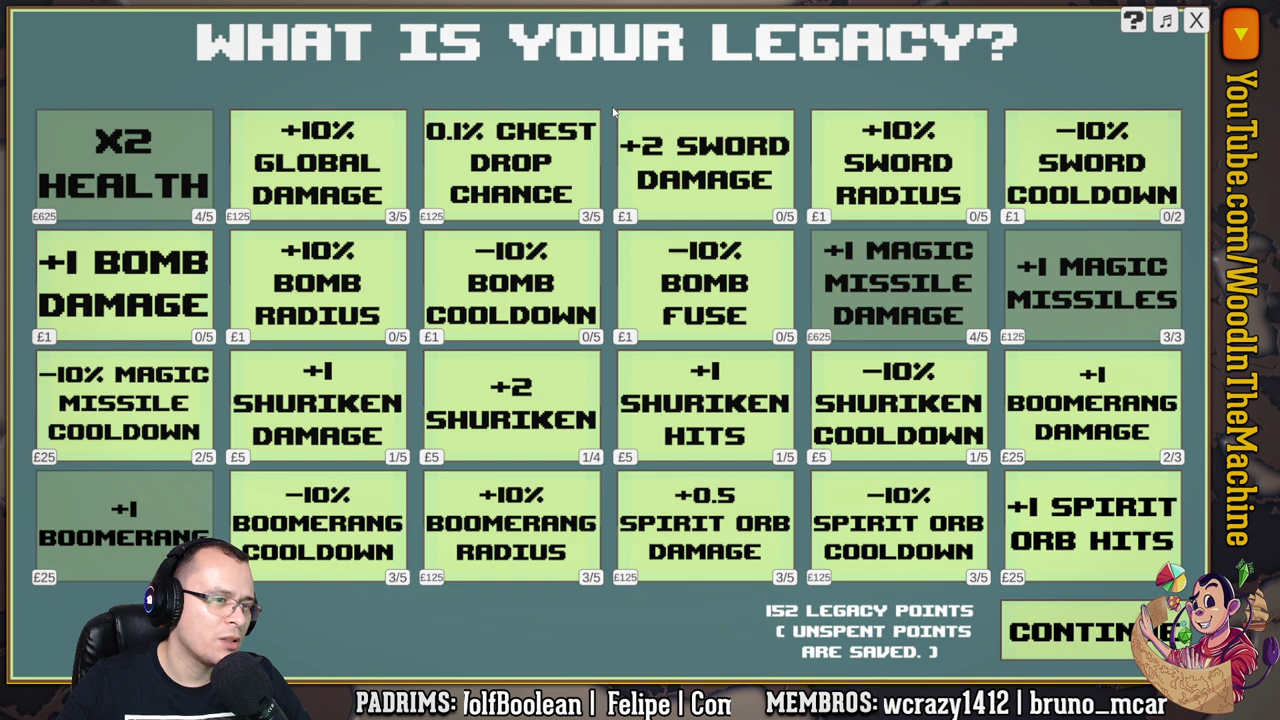 WHAT IS YOUR LEGACY?
?
X
X2
HEALTH
£625
4/5
+10%
GLOBAL
DAMAGE
£125
3/5
0.1% CHEST
DROP
CHANCE
£125
3/5
+2 SWORD
DAMAGE
£1
0/5
+10%
SWORD
RADIUS
£1
0/5
-10%
SWORD
COOLDOWN
£1
0/2
+1 BOMB
DAMAGE
£1
0/5
+10%
BOMB
RADIUS
£1
0/5
-10%
BOMB
COOLDOWN
£1
0/5
-10%
BOMB
FUSE
£1
0/5
+1 MAGIC
MISSILE
DAMAGE
£625
4/5
+1 MAGIC
MISSILES
£125
3/3
-10% MAGIC
MISSILE
COOLDOWN
£25
2/5
+1
SHURIKEN
DAMAGE
£5
1/5
+2
SHURIKEN
£5
1/4
+1
SHURIKEN
HITS
£5
1/5
-10%
SHURIKEN
COOLDOWN
£5
1/5
+1
BOOMERANG
DAMAGE
£25
2/3
+1
BOOMERANG
£25
-10%
BOOMERANG
COOLDOWN
3/5
+10%
BOOMERANG
RADIUS
£125
3/5
+0.5
SPIRIT ORB
DAMAGE
£125
3/5
-10%
SPIRIT ORB
COOLDOWN
£125
3/5
+1 SPIRIT
ORB HITS
£25
152 LEGACY POINTS
( UNSPENT POINTS
ARE SAVED. )
CONTINUE
YouTube.com/WoodInTheMachine
PADRIMS: lolfBoolean | Felipe | Con
MEMBROS: wcrazy1412 | bruno_mcar